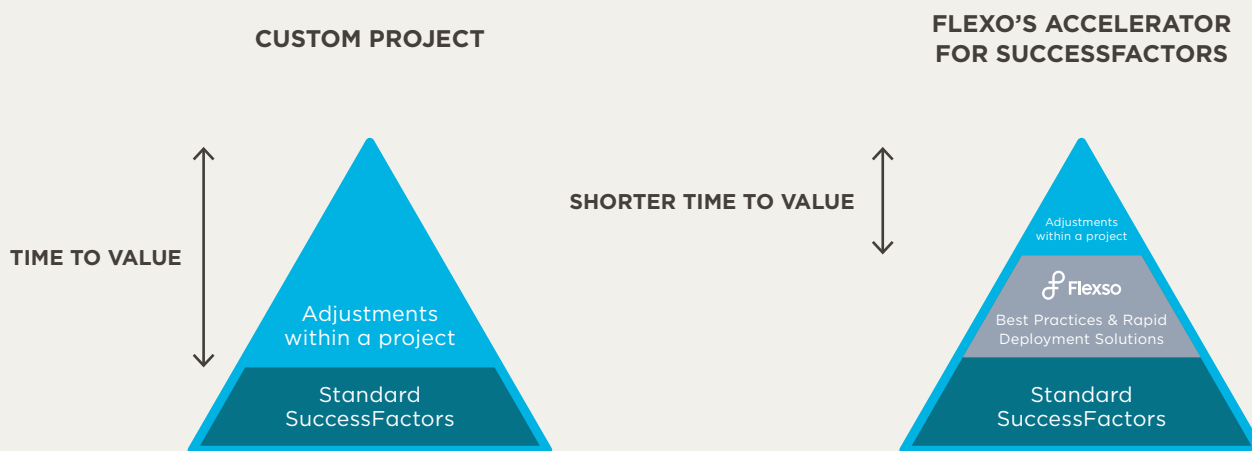 CUSTOM PROJECT
TIME TO VALUE
Adjustments
within a project
Standard
SuccessFactors
FLEXO’S ACCELERATOR
FOR SUCCESSFACTORS
SHORTER TIME TO VALUE
Adjustments
within a project
Flexso
Best Practices & Rapid
Deployment Solutions
Standard
SuccessFactors